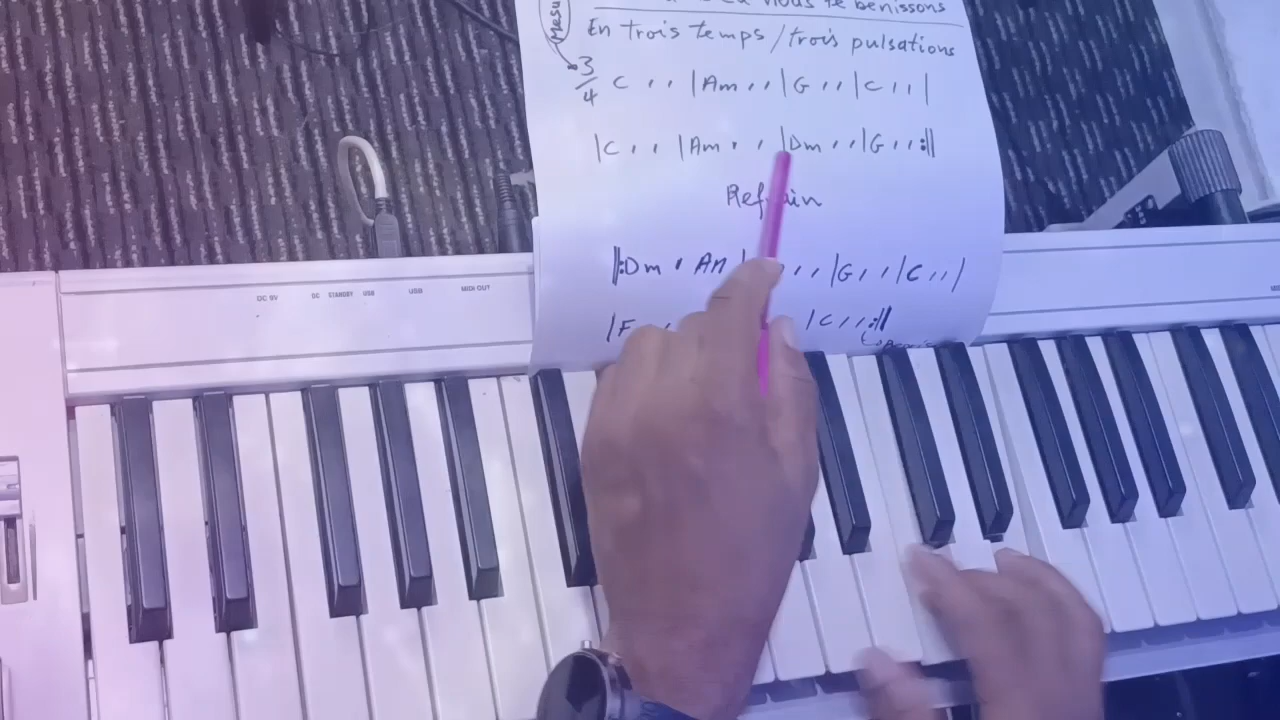 nous te bénissons
Mesu
En trois temps/trois pulsations
3/4 C ' ' | Am ' ' | G ' ' | C ' ' |
| C ' ' | Am ' ' | Dm ' ' | G ' ' :||
Refrain
||: Dm ' Am | ' ' | G ' ' | C ' ' |
| F | C ' ' :||
DC 9V
DC STANDBY USB
USB
MIDI OUT